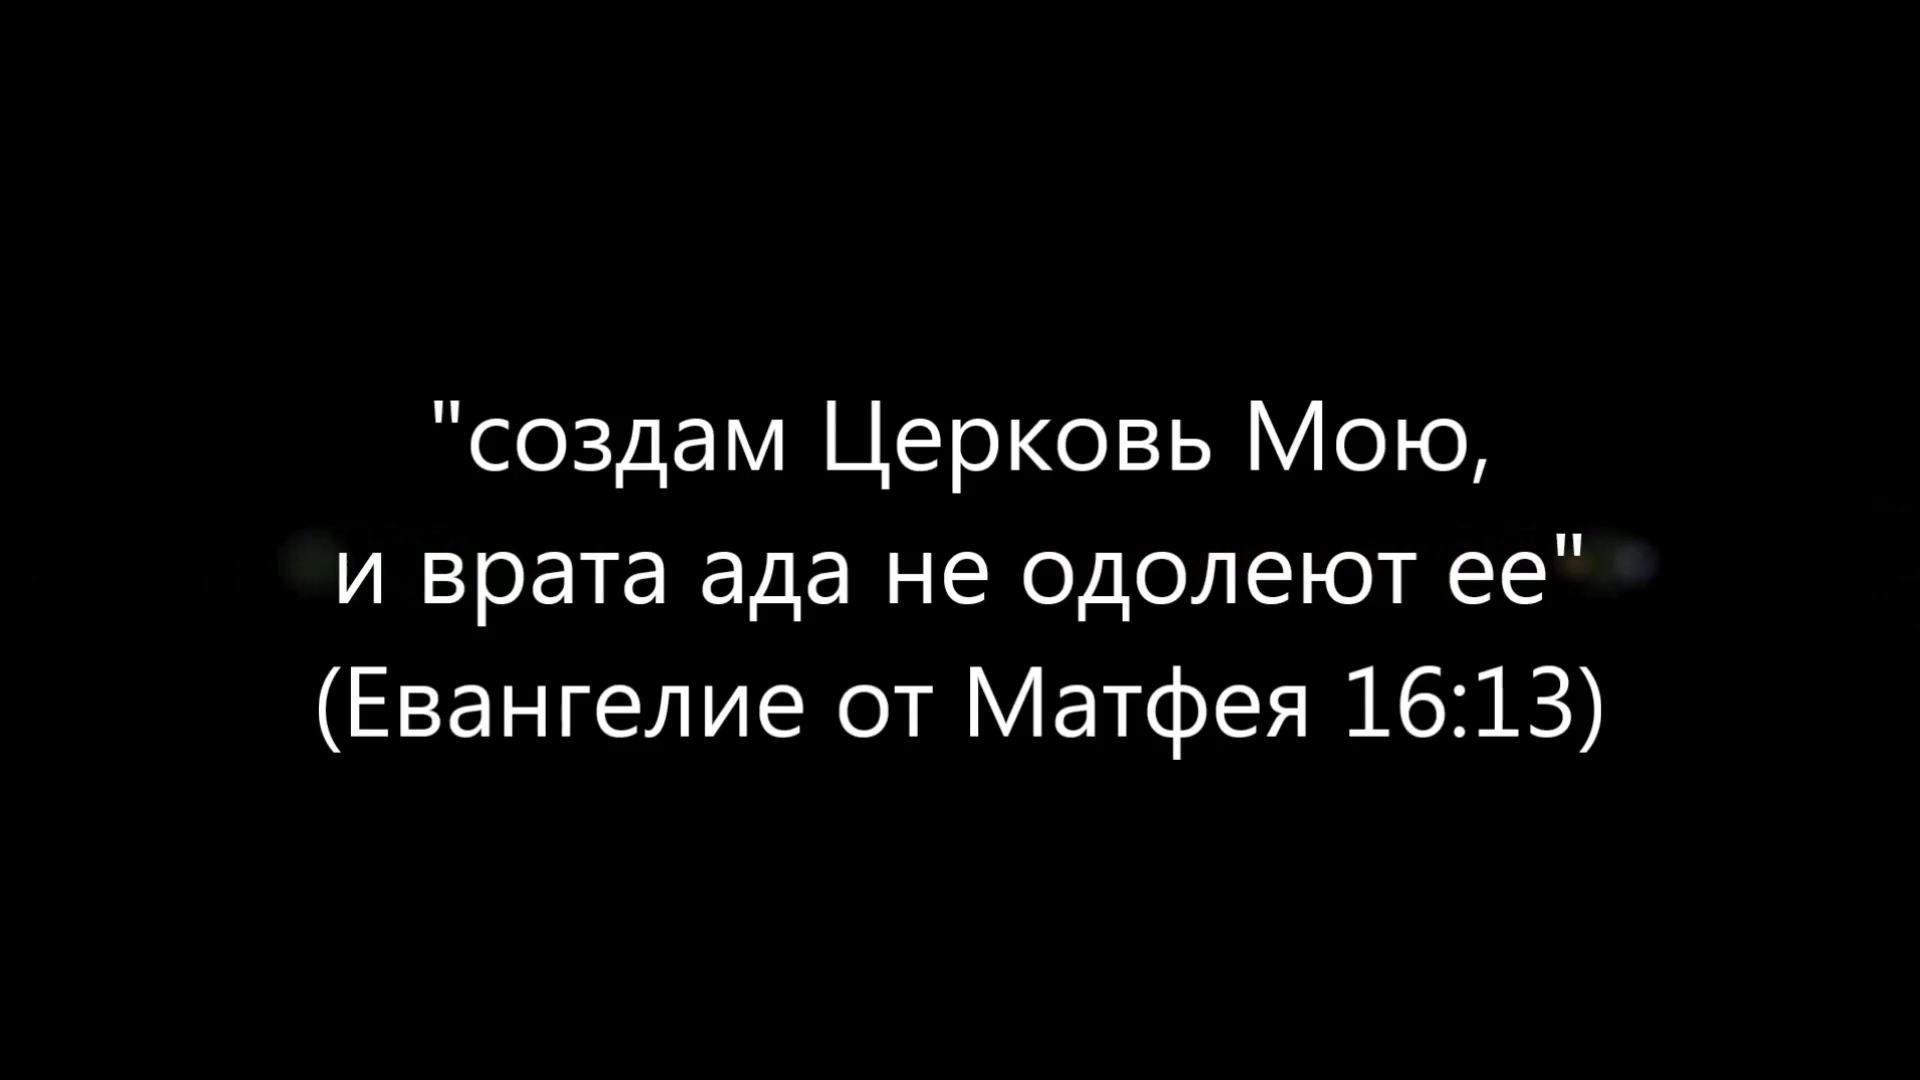 "создам Церковь Мою,
и врата ада не одолеют ее"
(Евангелие от Матфея 16:13)